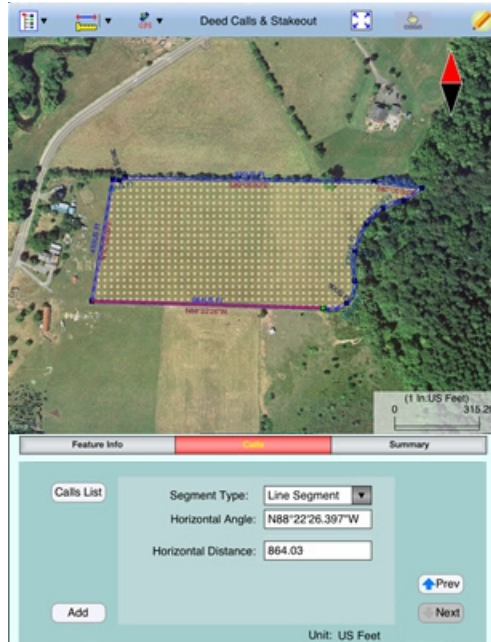 GPS
Deed Calls & Stakeout
N88°22'26"W
(1 In:US Feet)
0 315.29
Feature Info Calls Summary
Calls List
Segment Type: Line Segment
Horizontal Angle: N88°22'26.397"W
Horizontal Distance: 864.03
Prev
Add Next
Unit: US Feet